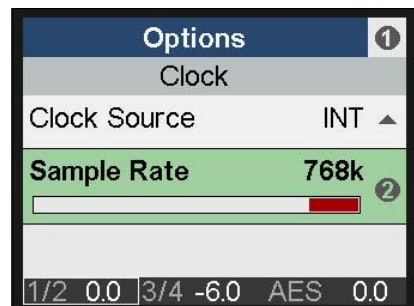 Options 1
Clock
Clock Source INT
Sample Rate 768k
2
1/2 0.0 3/4 -6.0 AES 0.0